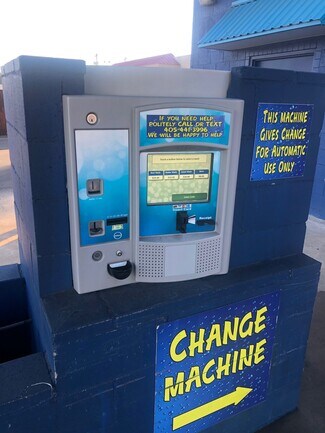 IF YOU NEED HELP
POLITELY CALL OR TEXT
405-441-3996
WE WILL BE HAPPY TO HELP
THIS MACHINE
GIVES CHANGE
FOR AUTOMATIC
USE ONLY
CHANGE
MACHINE